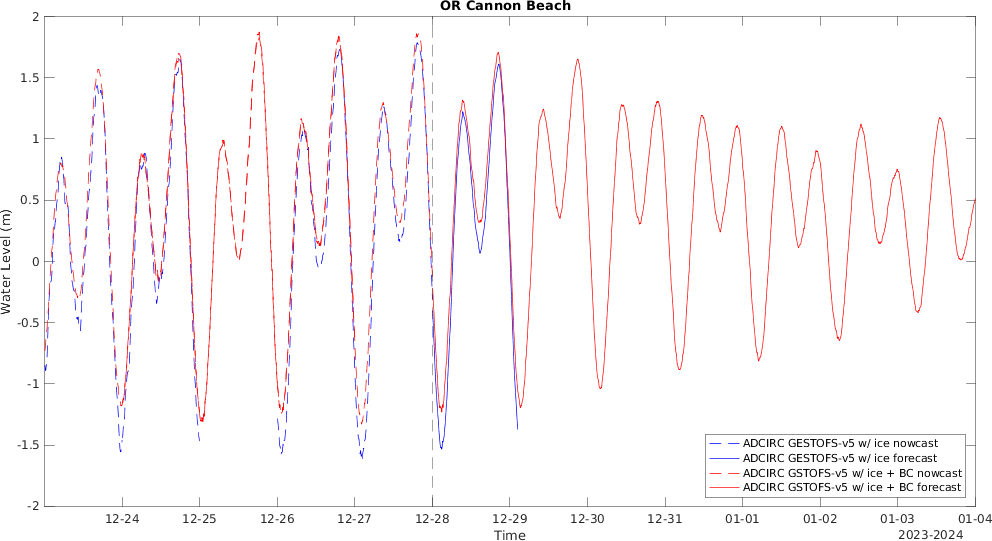 OR Cannon Beach
Water Level (m)
2
1.5
1
0.5
0
-0.5
-1
-1.5
-2
ADCIRC GESTOFS-v5 w/ ice nowcast
ADCIRC GESTOFS-v5 w/ ice forecast
ADCIRC GSTOFS-v5 w/ ice + BC nowcast
ADCIRC GSTOFS-v5 w/ ice + BC forecast
12-24 12-25 12-26 12-27 12-28 12-29 12-30 12-31 01-01 01-02 01-03 01-04
Time
2023-2024